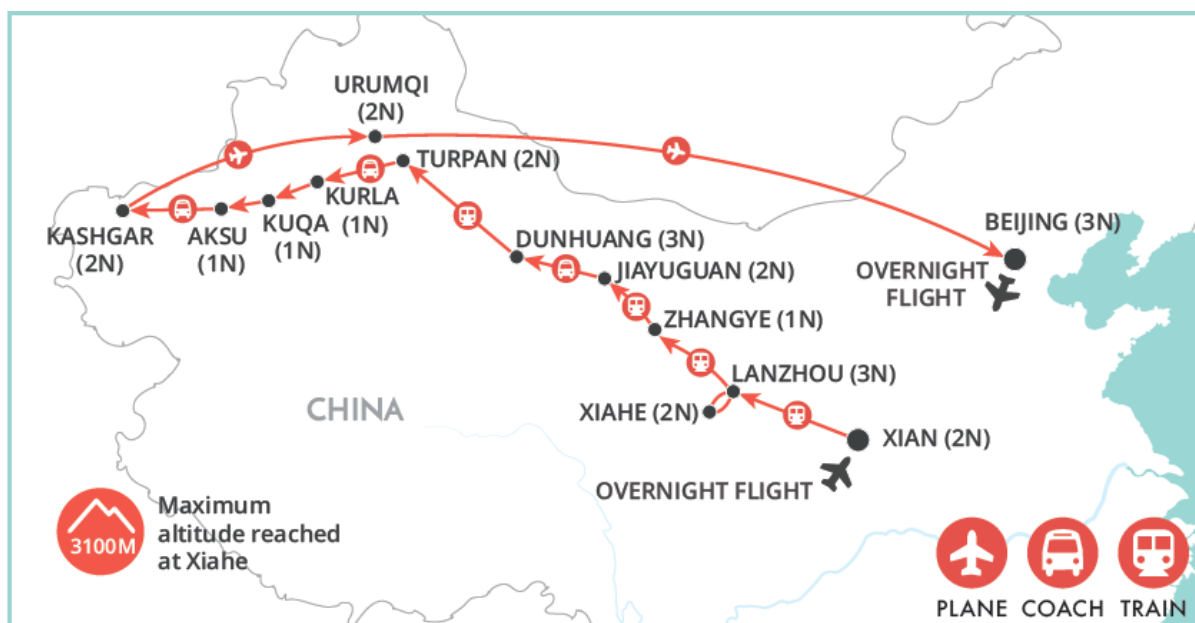 URUMQI
(2N)
TURPAN (2N)
KURLA
(1N)
KUQA
(1N)
AKSU
(1N)
KASHGAR
(2N)
DUNHUANG (3N)
JIAYUGUAN (2N)
ZHANGYE (1N)
LANZHOU (3N)
XIAHE (2N)
XIAN (2N)
OVERNIGHT FLIGHT
BEIJING (3N)
OVERNIGHT
FLIGHT
CHINA
3100M
Maximum
altitude reached
at Xiahe
PLANE
COACH
TRAIN